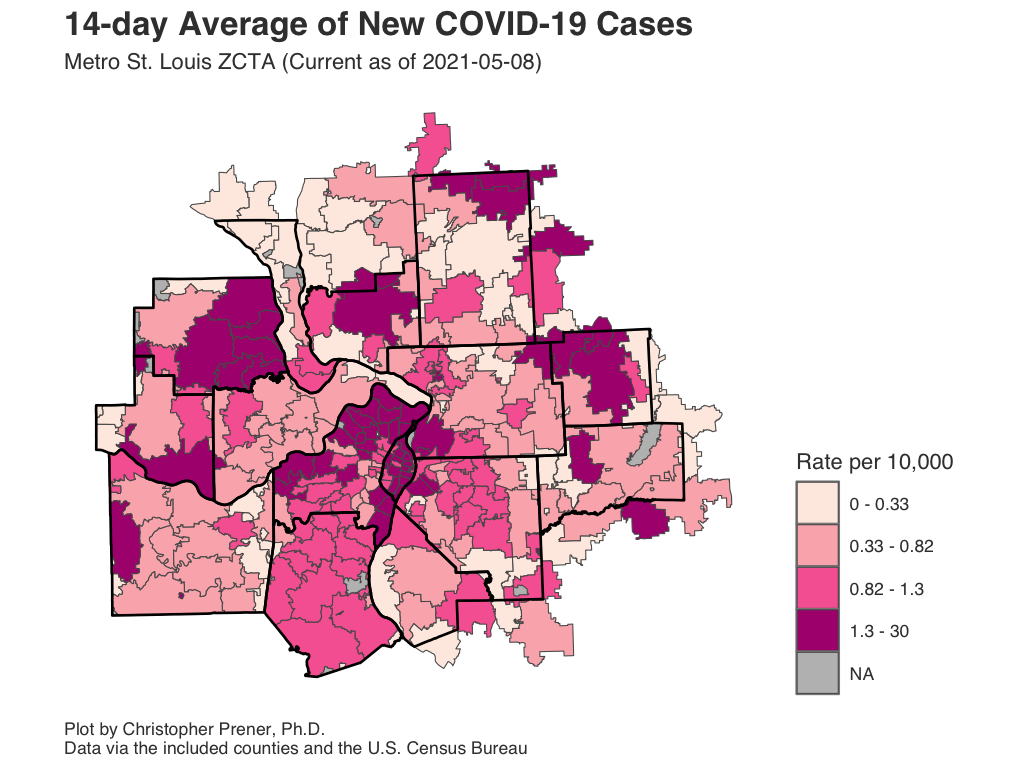 14-day Average of New COVID-19 Cases
Metro St. Louis ZCTA (Current as of 2021-05-08)
Rate per 10,000
0 - 0.33
0.33 - 0.82
0.82 - 1.3
1.3 - 30
NA
Plot by Christopher Prener, Ph.D.
Data via the included counties and the U.S. Census Bureau